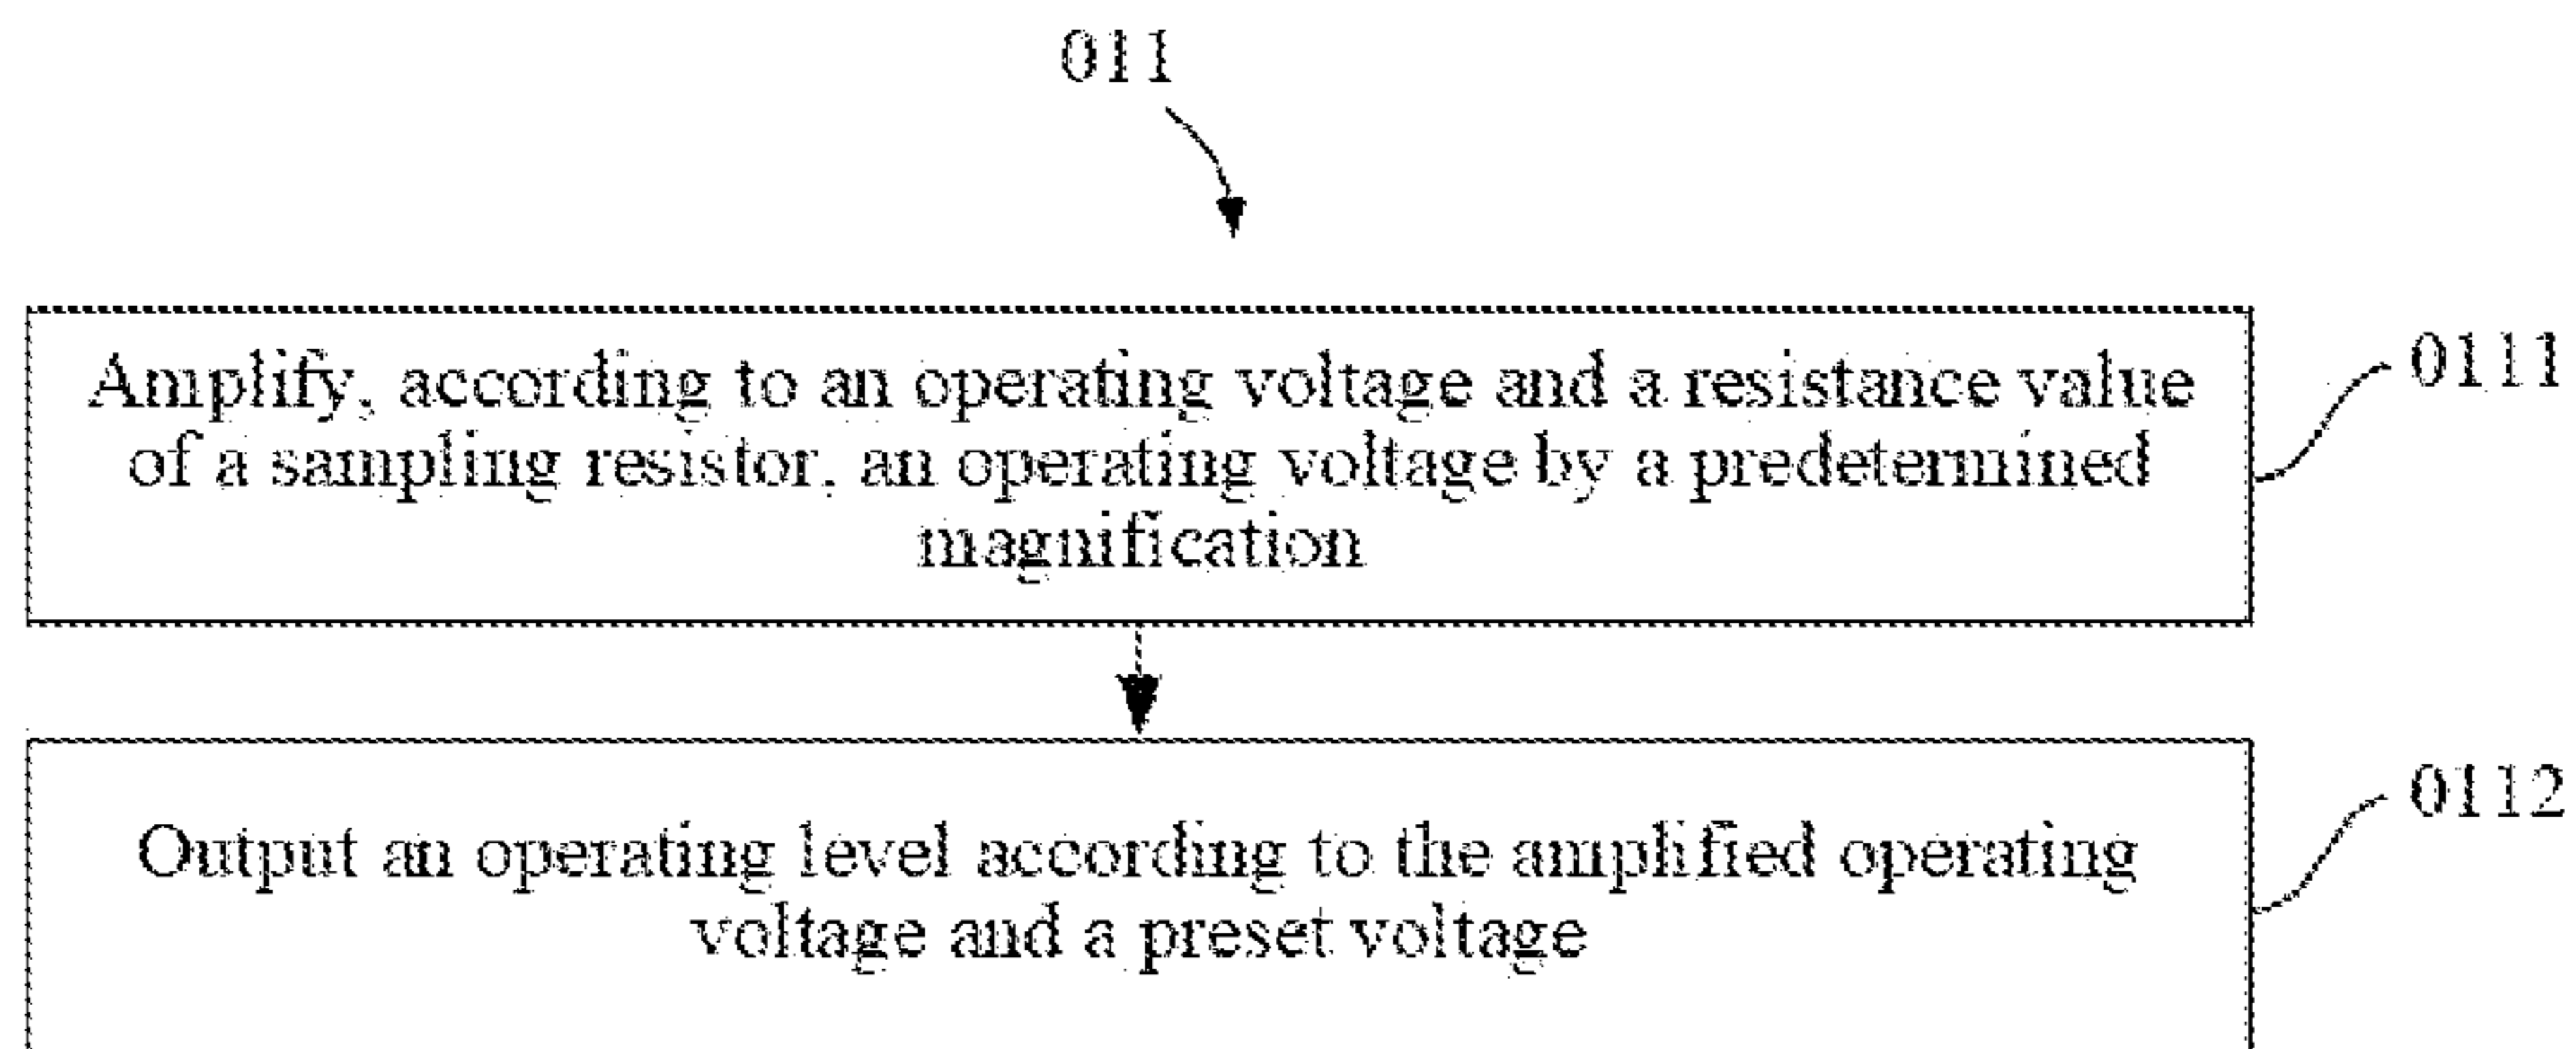 011
Amplify, according to an operating voltage and a resistance value
of a sampling resistor, an operating voltage by a predetermined
magnification
0111
Output an operating level according to the amplified operating
voltage and a preset voltage
0112